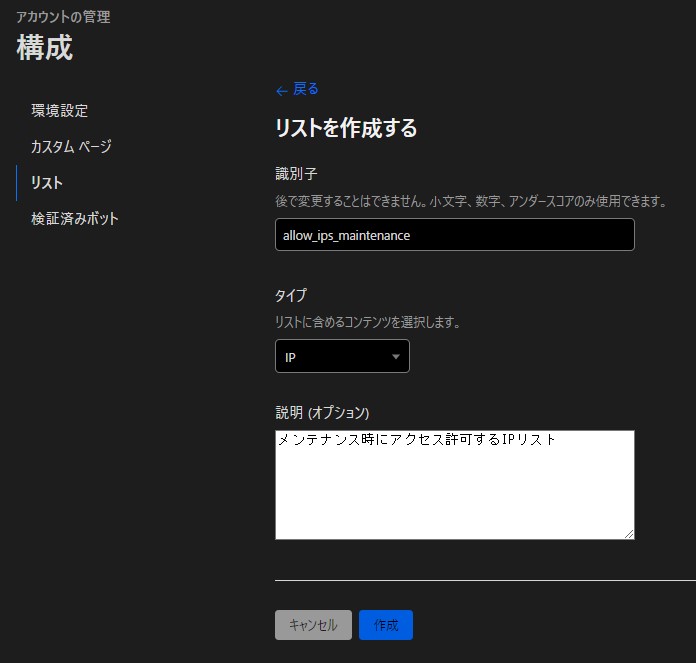 アカウントの管理
構成
環境設定
カスタム ページ
リスト
検証済みボット
← 戻る
リストを作成する
識別子
後で変更することはできません。小文字、数字、アンダースコアのみ使用できます。
allow_ips_maintenance
タイプ
リストに含めるコンテンツを選択します。
IP
説明 (オプション)
メンテナンス時にアクセス許可するIPリスト
キャンセル
作成